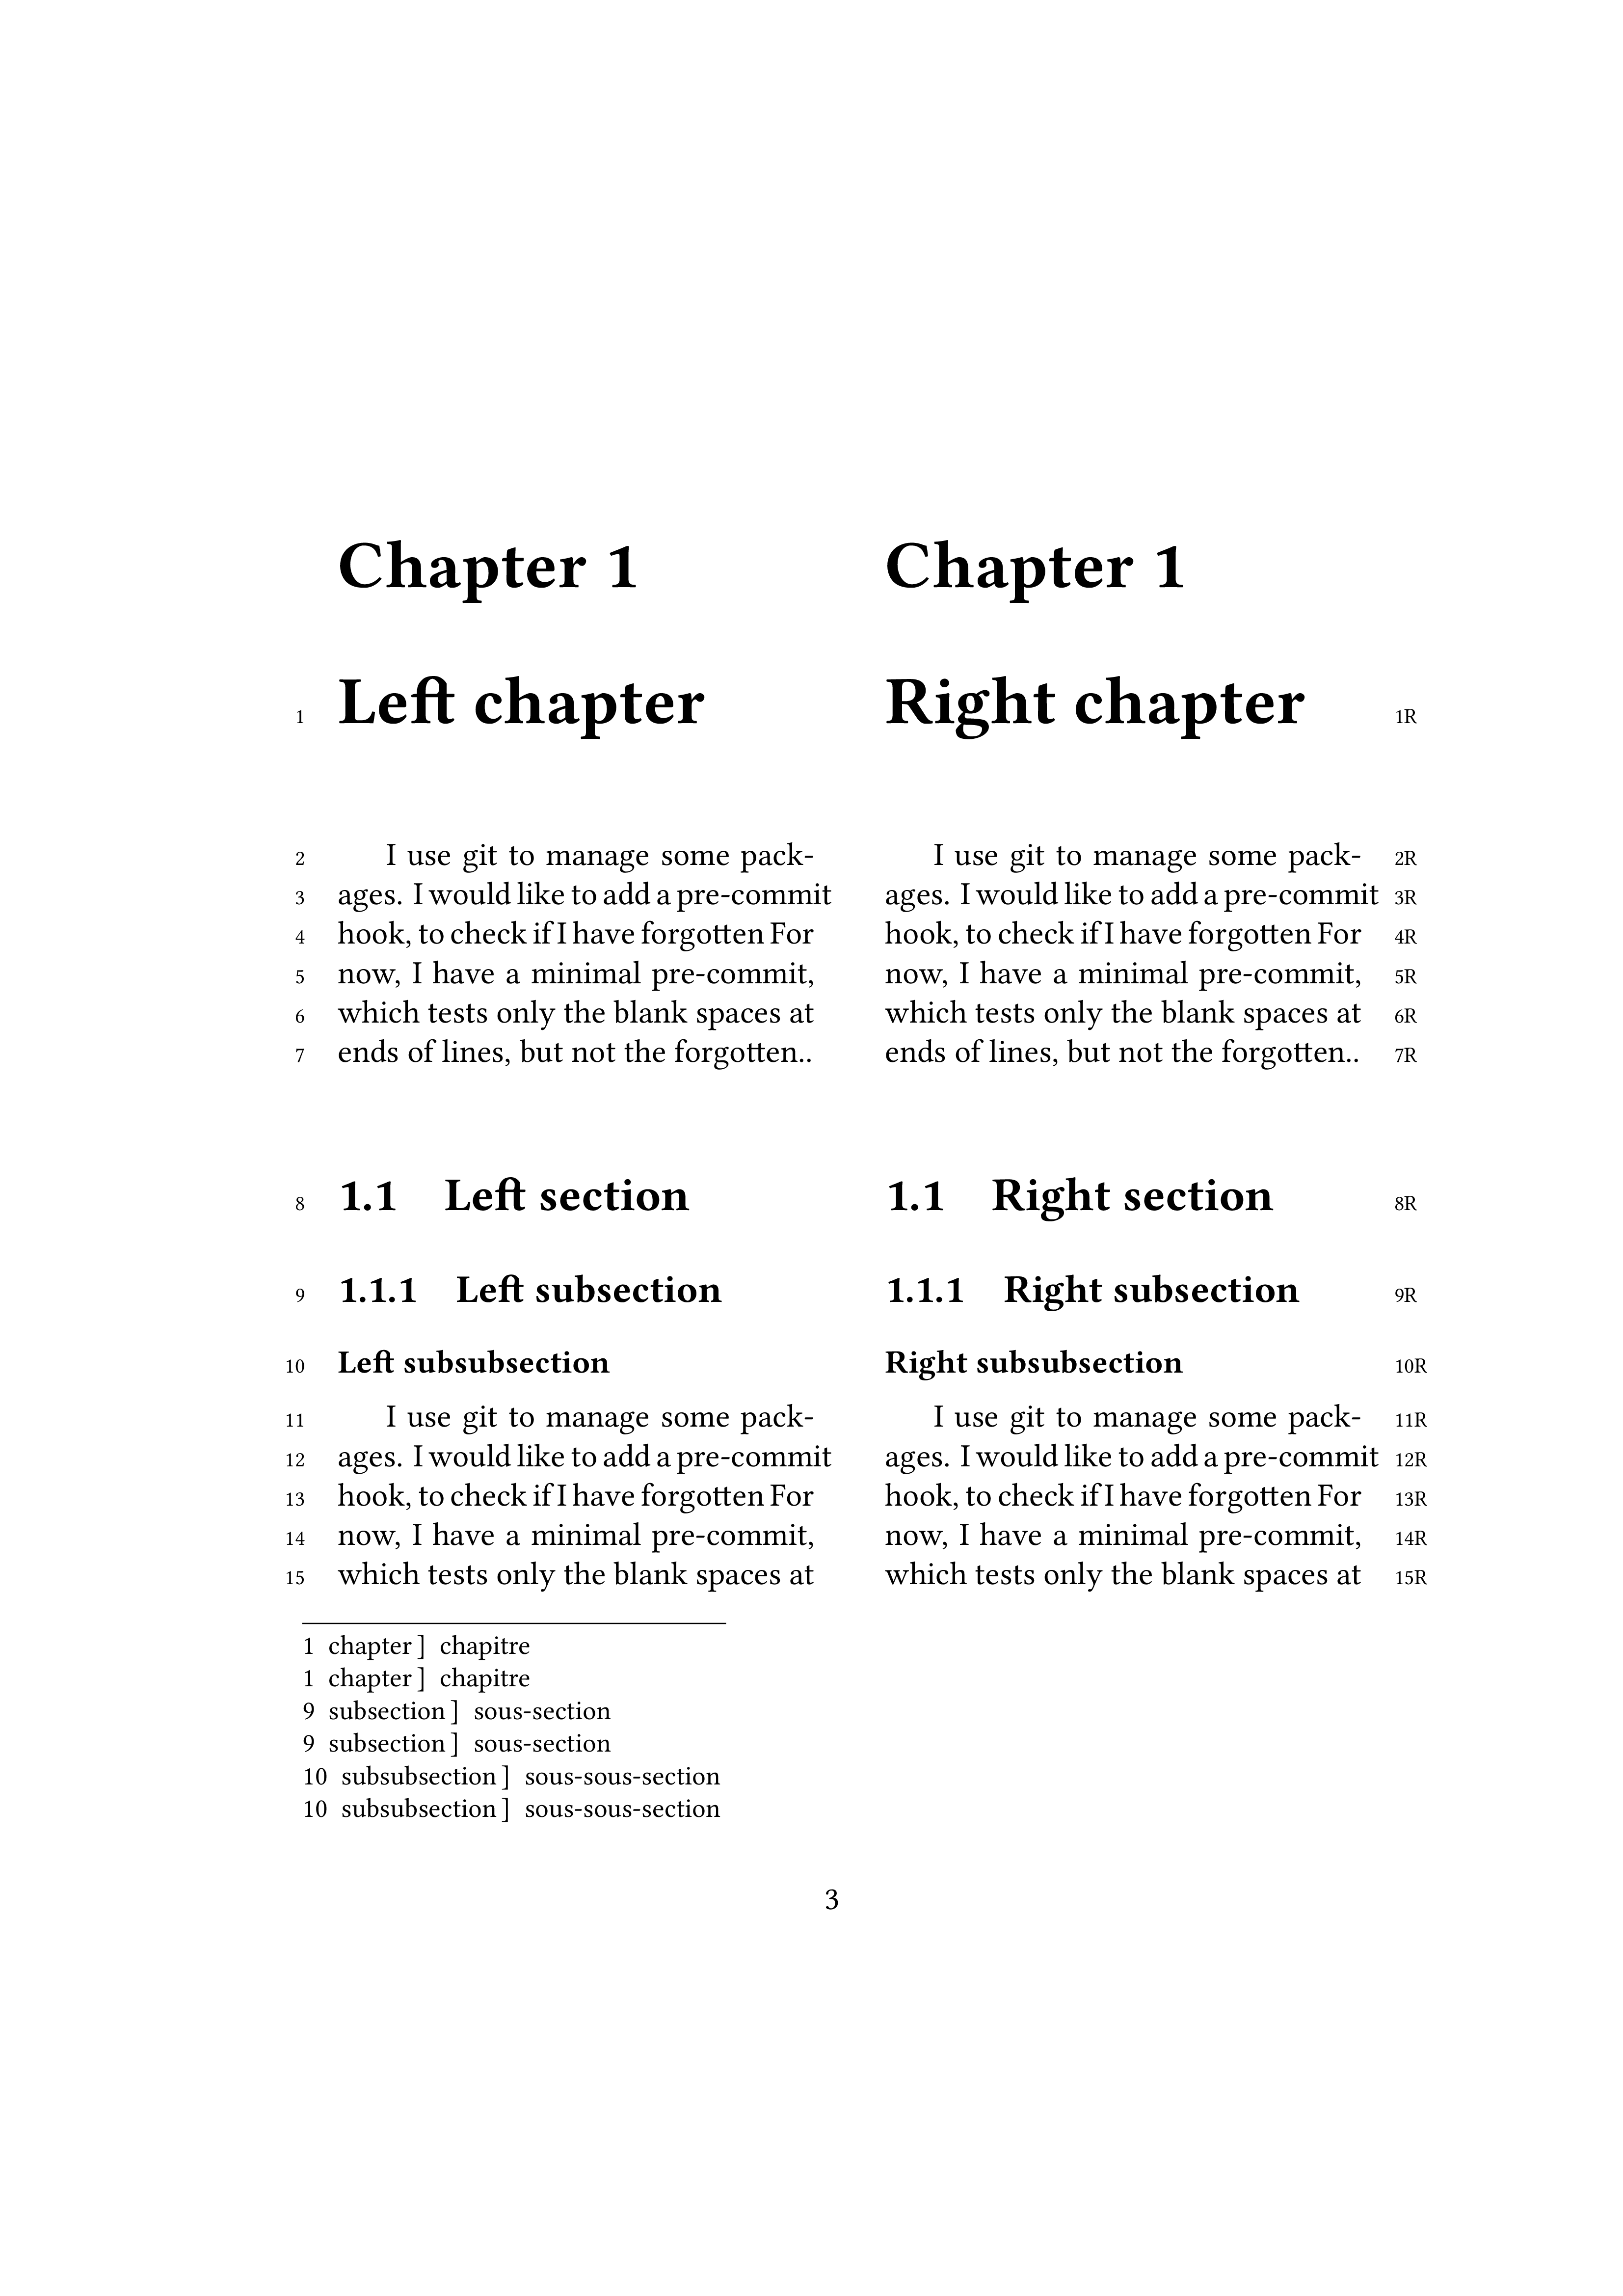 Chapter 1
1 Left chapter
2 I use git to manage some pack-
3 ages. I would like to add a pre-commit
4 hook, to check if I have forgotten For
5 now, I have a minimal pre-commit,
6 which tests only the blank spaces at
7 ends of lines, but not the forgotten..
8 1.1 Left section
9 1.1.1 Left subsection
10 Left subsubsection
11 I use git to manage some pack-
12 ages. I would like to add a pre-commit
13 hook, to check if I have forgotten For
14 now, I have a minimal pre-commit,
15 which tests only the blank spaces at
Chapter 1
Right chapter 1R
I use git to manage some pack- 2R
ages. I would like to add a pre-commit 3R
hook, to check if I have forgotten For 4R
now, I have a minimal pre-commit, 5R
which tests only the blank spaces at 6R
ends of lines, but not the forgotten.. 7R
1.1 Right section 8R
1.1.1 Right subsection 9R
Right subsubsection 10R
I use git to manage some pack- 11R
ages. I would like to add a pre-commit 12R
hook, to check if I have forgotten For 13R
now, I have a minimal pre-commit, 14R
which tests only the blank spaces at 15R
1 chapter ] chapitre
1 chapter ] chapitre
9 subsection ] sous-section
9 subsection ] sous-section
10 subsubsection ] sous-sous-section
10 subsubsection ] sous-sous-section
3